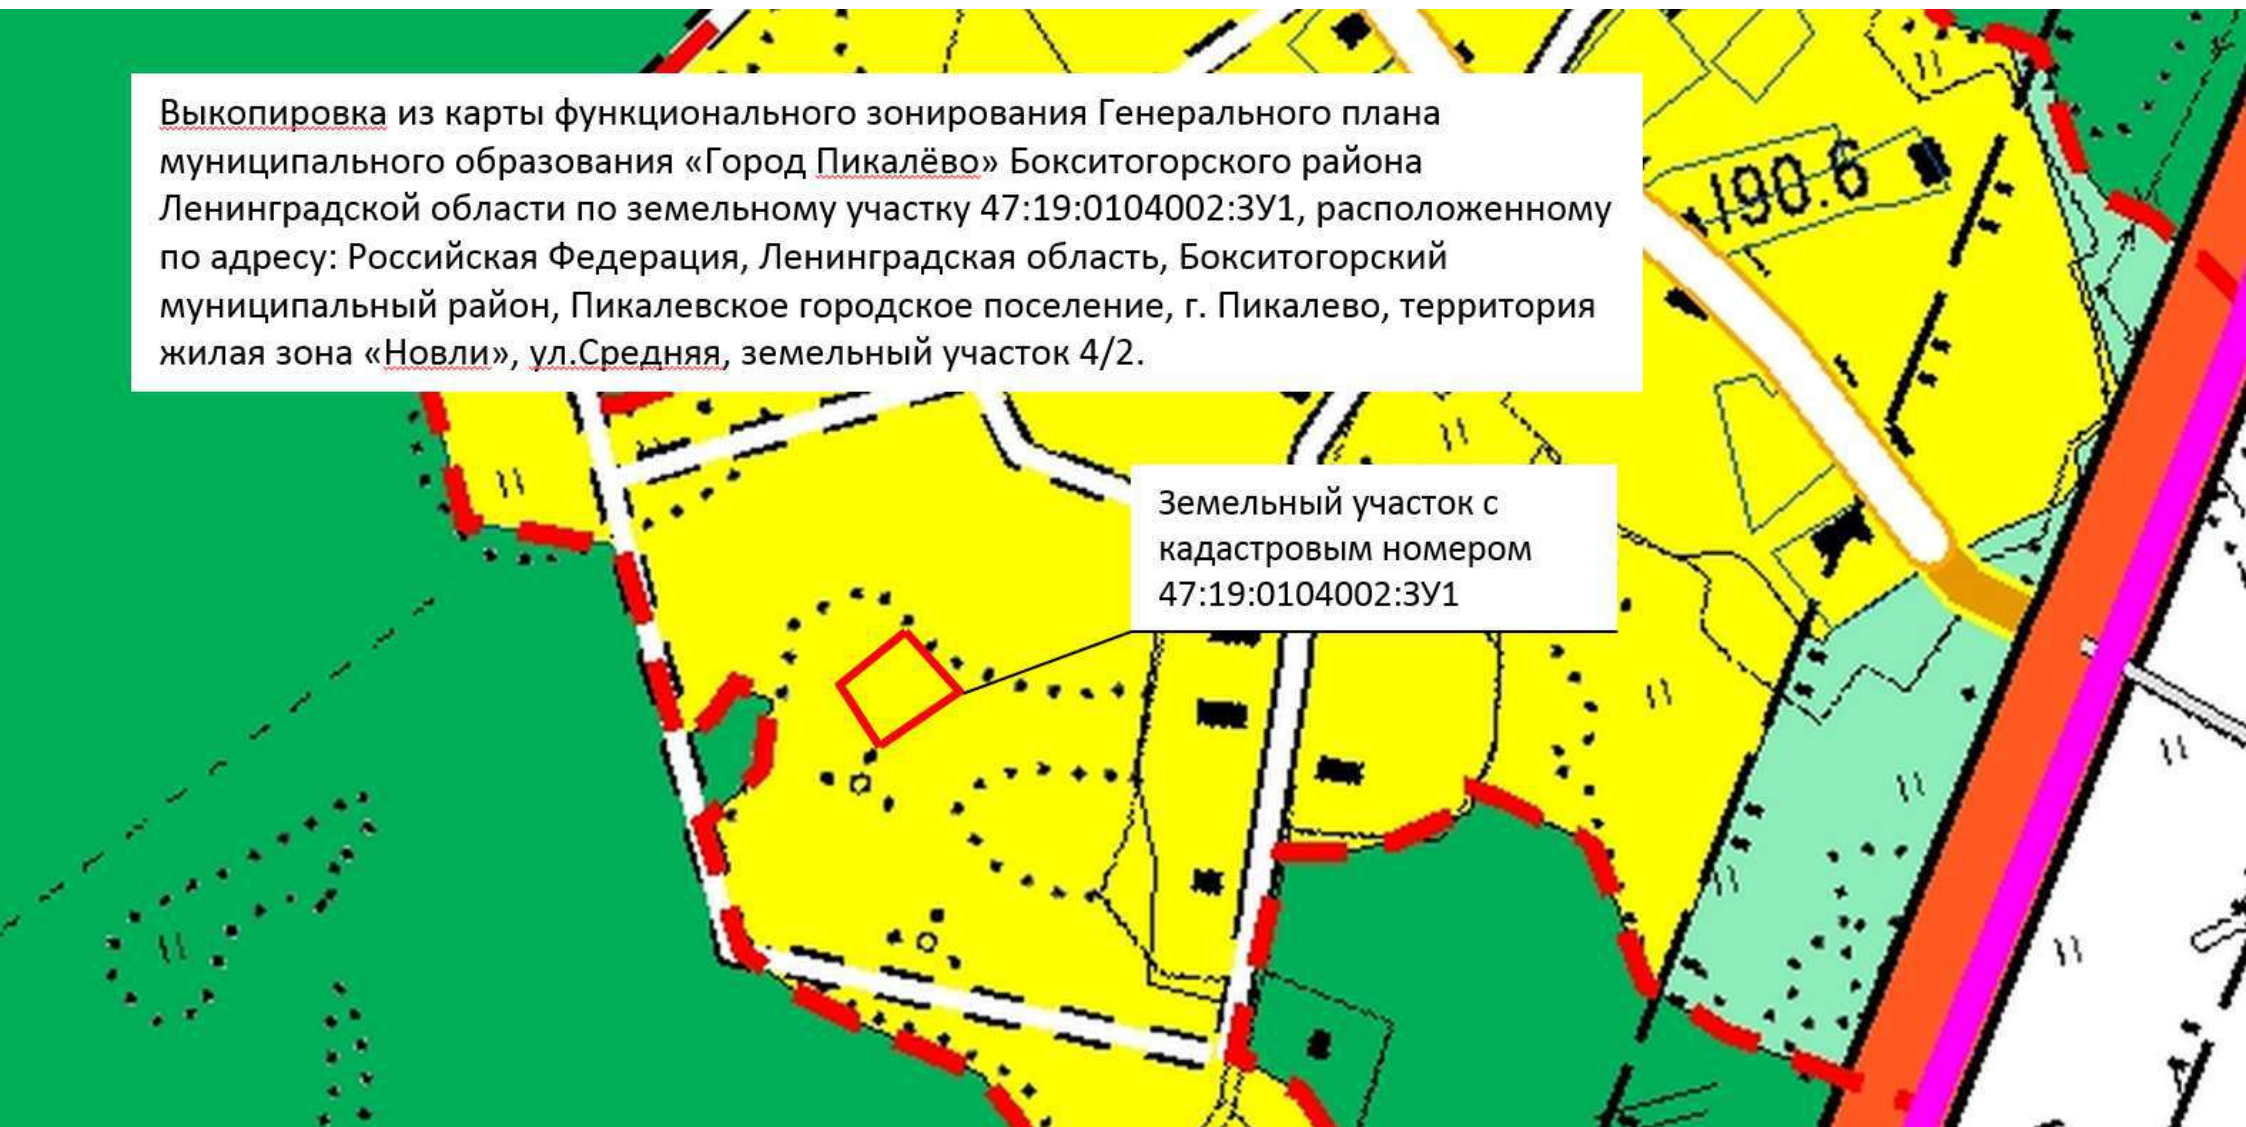 Выкопировка из карты функционального зонирования Генерального плана
муниципального образования «Город Пикалёво» Бокситогорского района
Ленинградской области по земельному участку 47:19:0104002:ЗУ1, расположенному
по адресу: Российская Федерация, Ленинградская область, Бокситогорский
муниципальный район, Пикалевское городское поселение, г. Пикалево, территория
жилая зона «Новли», ул.Средняя, земельный участок 4/2.
190.6
Земельный участок с
кадастровым номером
47:19:0104002:ЗУ1